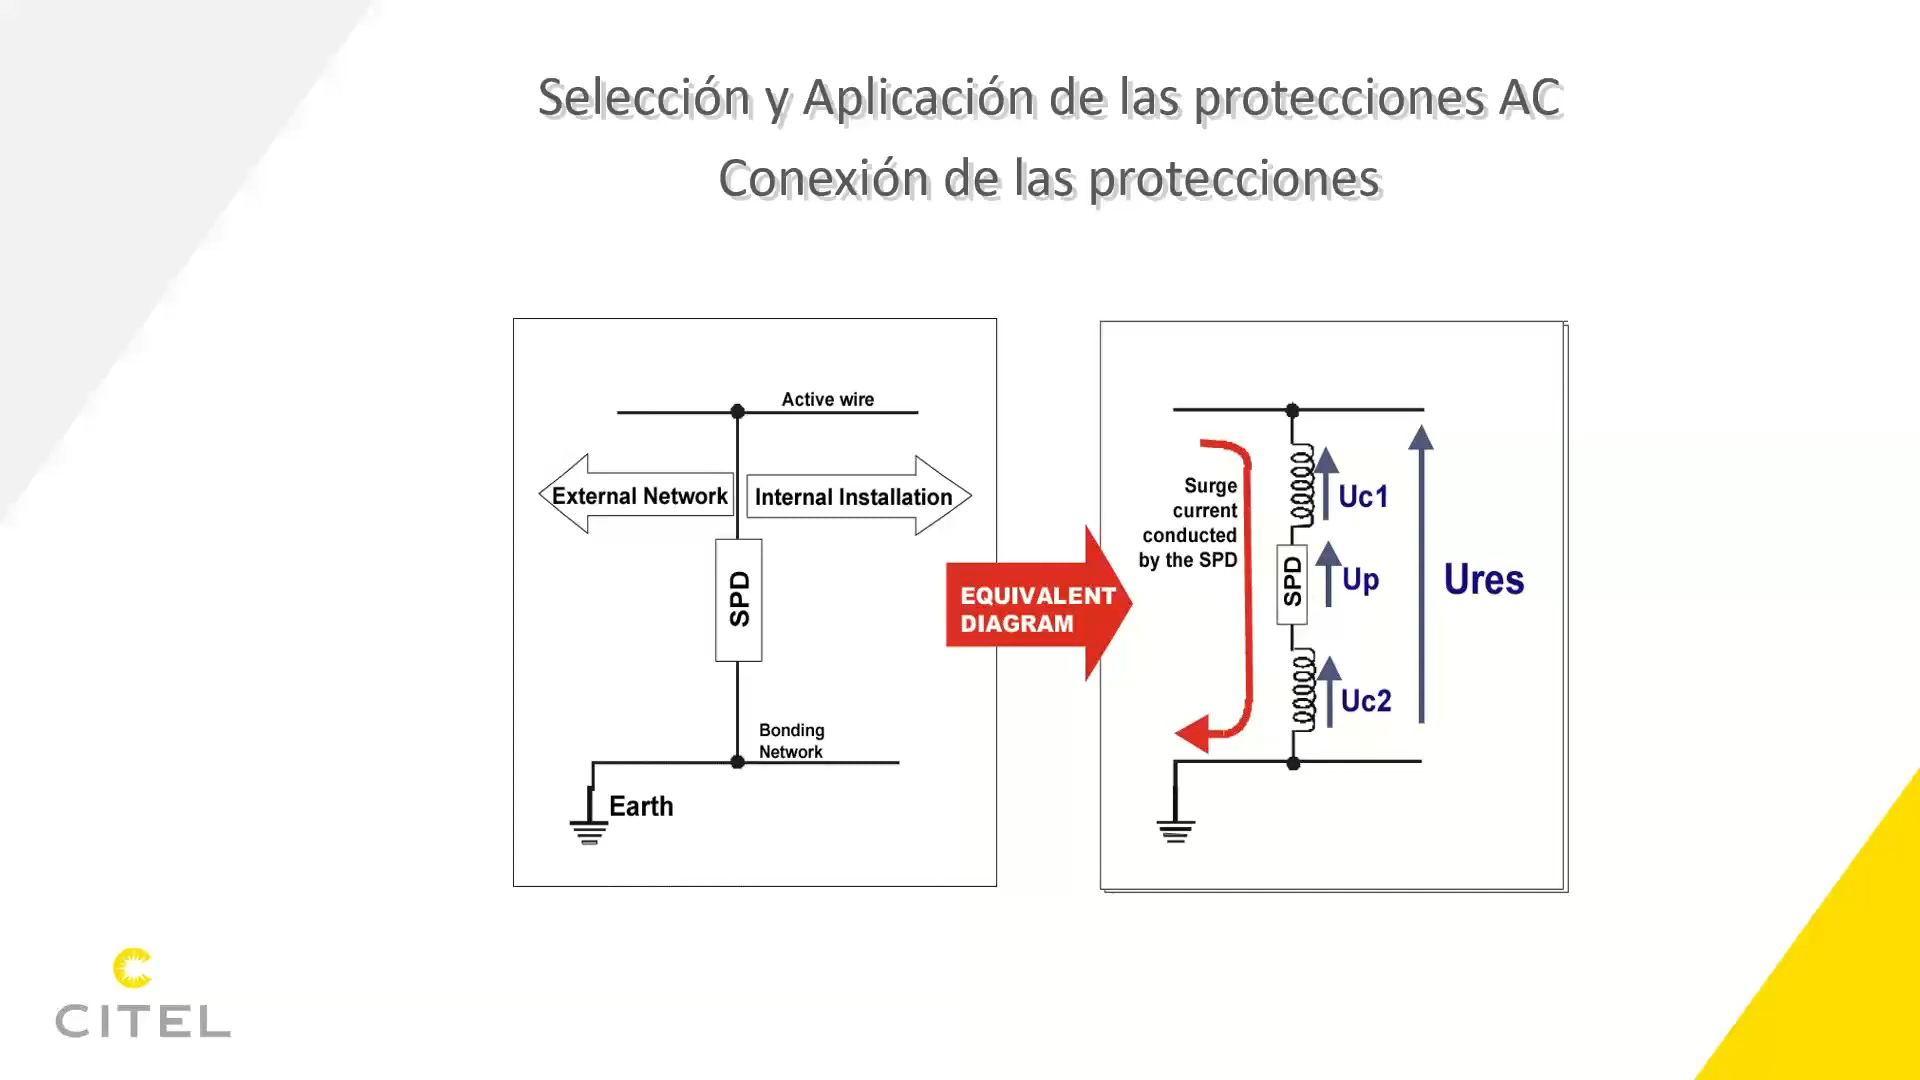 Selección y Aplicación de las protecciones AC
Conexión de las protecciones
Active wire
External Network
Internal Installation
SPD
Bonding
Network
Earth
EQUIVALENT
DIAGRAM
Surge
current
conducted
by the SPD
Uc1
SPD
Up
Ures
Uc2
CITEL